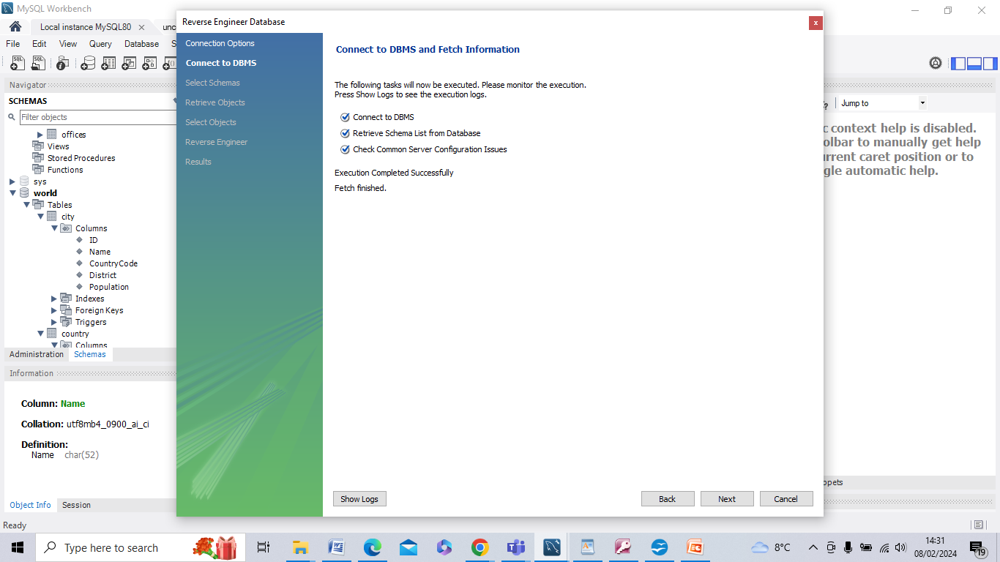 MySQL Workbench
Local instance MySQL80
unc
File Edit View Query Database S
Navigator
SCHEMAS
Filter objects
offices
Views
Stored Procedures
Functions
sys
world
Tables
city
Columns
ID
Name
CountryCode
District
Population
Indexes
Foreign Keys
Triggers
country
Columns
Administration Schemas
Information
Column: Name
Collation: utf8mb4_0900_ai_ci
Definition:
Name char(52)
Object Info Session
Ready
Reverse Engineer Database
x
Connection Options
Connect to DBMS
Select Schemas
Retrieve Objects
Select Objects
Reverse Engineer
Results
Connect to DBMS and Fetch Information
The following tasks will now be executed. Please monitor the execution.
Press Show Logs to see the execution logs.
Connect to DBMS
Retrieve Schema List from Database
Check Common Server Configuration Issues
Execution Completed Successfully
Fetch finished.
Show Logs Back Next Cancel
Jump to
c context help is disabled.
olbar to manually get help
urrent caret position or to
gle automatic help.
ppets
Type here to search
8°C
14:31
08/02/2024
19